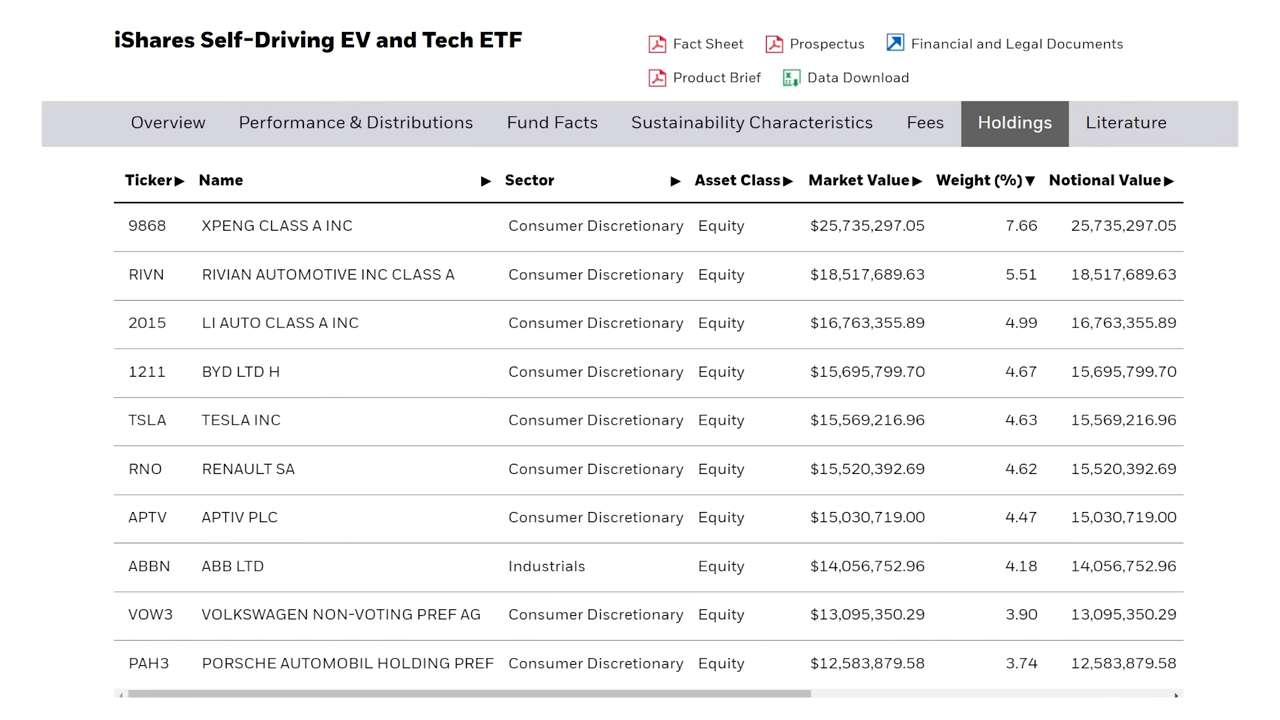 iShares Self-Driving EV and Tech ETF
Fact Sheet Prospectus Financial and Legal Documents
Product Brief Data Download
Overview Performance & Distributions Fund Facts Sustainability Characteristics Fees Holdings Literature
Ticker▶ Name ▶ Sector ▶ Asset Class▶ Market Value▶ Weight (%)▼ Notional Value▶
9868 XPENG CLASS A INC Consumer Discretionary Equity $25,735,297.05 7.66 25,735,297.05
RIVN RIVIAN AUTOMOTIVE INC CLASS A Consumer Discretionary Equity $18,517,689.63 5.51 18,517,689.63
2015 LI AUTO CLASS A INC Consumer Discretionary Equity $16,763,355.89 4.99 16,763,355.89
1211 BYD LTD H Consumer Discretionary Equity $15,695,799.70 4.67 15,695,799.70
TSLA TESLA INC Consumer Discretionary Equity $15,569,216.96 4.63 15,569,216.96
RNO RENAULT SA Consumer Discretionary Equity $15,520,392.69 4.62 15,520,392.69
APTV APTIV PLC Consumer Discretionary Equity $15,030,719.00 4.47 15,030,719.00
ABBN ABB LTD Industrials Equity $14,056,752.96 4.18 14,056,752.96
VOW3 VOLKSWAGEN NON-VOTING PREF AG Consumer Discretionary Equity $13,095,350.29 3.90 13,095,350.29
PAH3 PORSCHE AUTOMOBIL HOLDING PREF Consumer Discretionary Equity $12,583,879.58 3.74 12,583,879.58